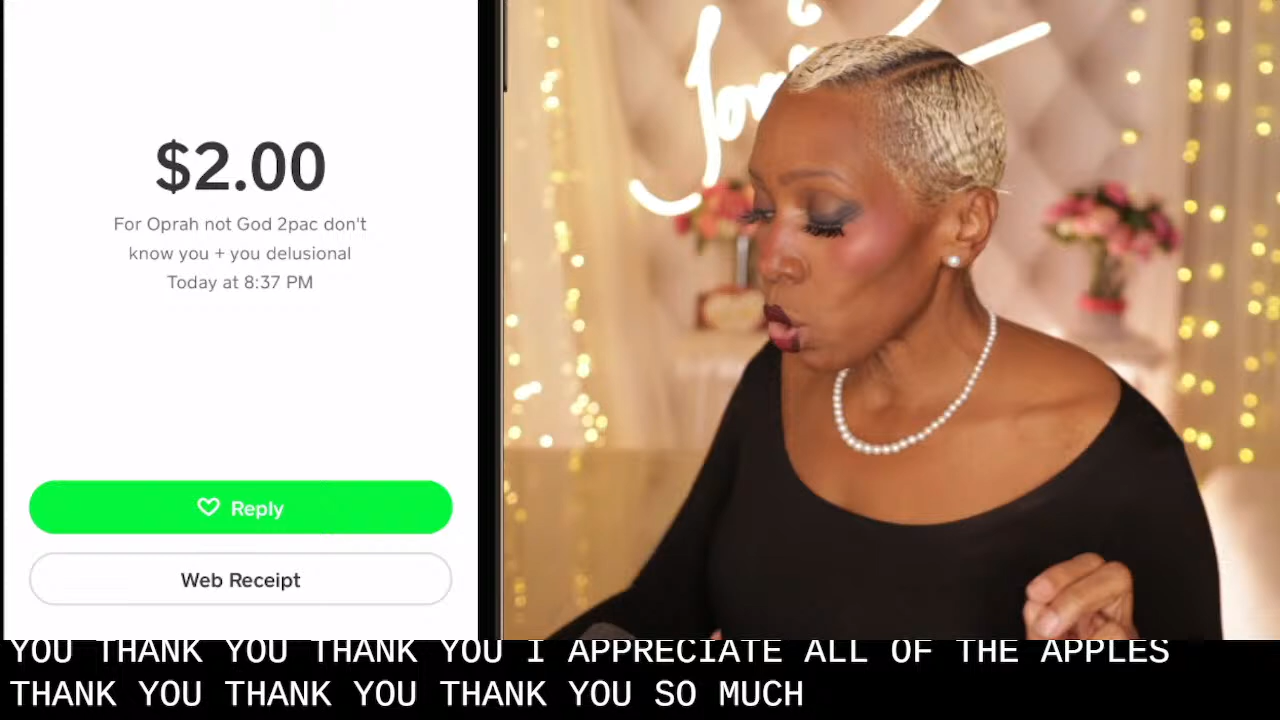 $2.00
For Oprah not God 2pac don't
know you + you delusional
Today at 8:37 PM
Reply
Web Receipt
YOU THANK YOU THANK YOU I APPRECIATE ALL OF THE APPLES
THANK YOU THANK YOU THANK YOU SO MUCH